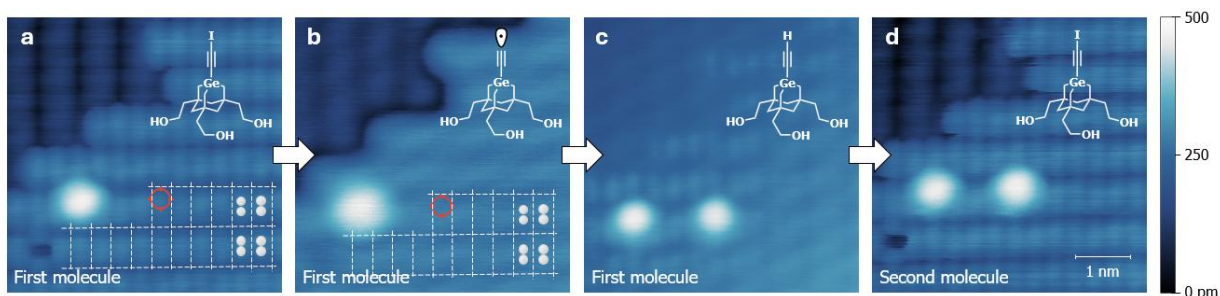 a
I
Ge
HO
OH
OH
First molecule
b
Ge
HO
OH
OH
First molecule
c
H
Ge
HO
OH
OH
First molecule
d
I
Ge
HO
OH
OH
Second molecule
1 nm
500
250
0 pm